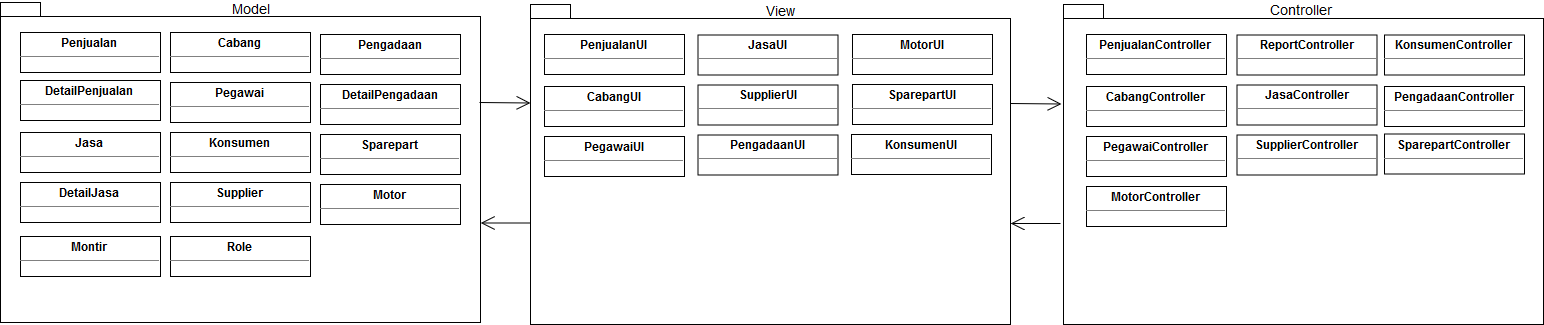 Model
Penjualan
Cabang
Pengadaan
DetailPenjualan
Pegawai
DetailPengadaan
Jasa
Konsumen
Sparepart
DetailJasa
Supplier
Motor
Montir
Role
View
PenjualanUI
JasaUI
MotorUI
CabangUI
SupplierUI
SparepartUI
PegawaiUI
PengadaanUI
KonsumenUI
Controller
PenjualanController
ReportController
KonsumenController
CabangController
JasaController
PengadaanController
PegawaiController
SupplierController
SparepartController
MotorController